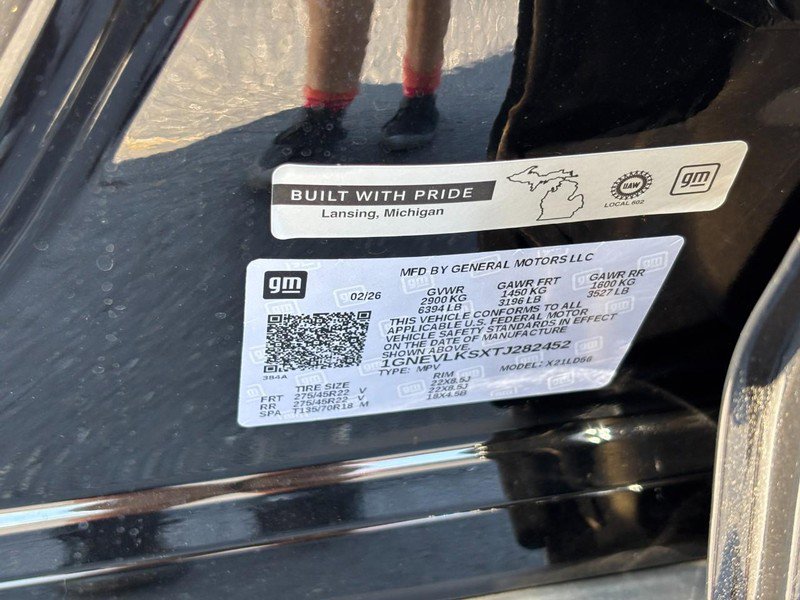 BUILT WITH PRIDE
Lansing, Michigan
UAW
LOCAL 602
gm
gm
MFD BY GENERAL MOTORS LLC
02/26
GVWR GAWR FRT GAWR RR
2900 KG 1450 KG 1600 KG
6394 LB 3196 LB 3527 LB
THIS VEHICLE CONFORMS TO ALL
APPLICABLE U.S. FEDERAL MOTOR
VEHICLE SAFETY STANDARDS IN EFFECT
ON THE DATE OF MANUFACTURE
SHOWN ABOVE.
1GNEVLKSXTJ282452
TYPE: MPV MODEL: X21LD56
384A
TIRE SIZE RIM
FRT 275/45R22 V 22X8.5J
RR 275/45R22 V 22X8.5J
SPA T135/70R18 M 18X4.5B